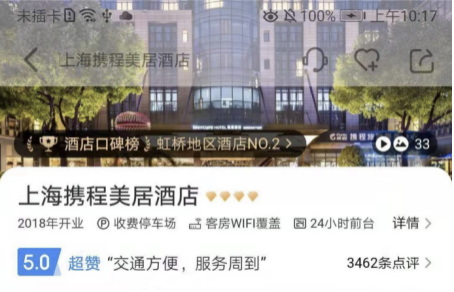 未插卡 100% 上午10:17
上海携程美居酒店
酒店口碑榜 虹桥地区酒店NO.2 >
33
上海携程美居酒店
2018年开业 收费停车场 客房WIFI覆盖 24小时前台 详情 >
5.0 超赞 “交通方便，服务周到” 3462条点评 >